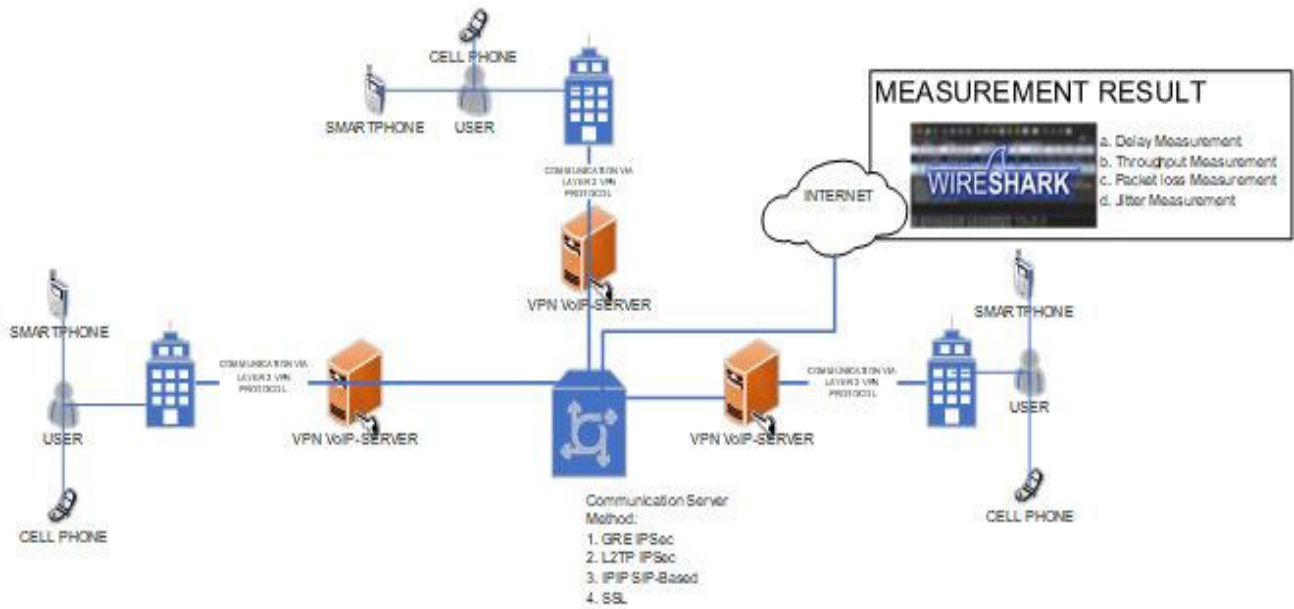 CELL PHONE
SMARTPHONE
USER
COMMUNICATION VIA
LAYER 2 VPN
PROTOCOL
VPN VoIP-SERVER
MEASUREMENT RESULT
WIRESHARK
a. Delay Measurement
b. Throughput Measurement
c. Packet loss Measurement
d. Jitter Measurement
INTERNET
SMARTPHONE
USER
CELL PHONE
COMMUNICATION VIA
LAYER 2 VPN
PROTOCOL
VPN VoIP-SERVER
VPN VoIP-SERVER
COMMUNICATION VIA
LAYER 2 VPN
PROTOCOL
SMARTPHONE
USER
CELL PHONE
Communication Server
Method:
1. GRE IPSec
2. L2TP IPSec
3. IPIP SIP-Based
4. SSL